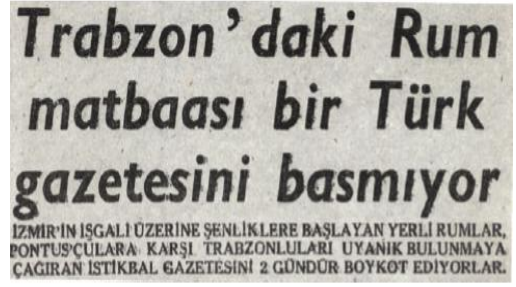 Trabzon'daki Rum
matbaası bir Türk
gazetesini basmıyor
İZMİR'İN İŞGALİ ÜZERİNE ŞENLİKLERE BAŞLAYAN YERLİ RUMLAR,
PONTUS'ÇULARA KARŞI TRABZONLULARI UYANIK BULUNMAYA
ÇAĞIRAN İSTİKBAL GAZETESİNİ 2 GÜNDÜR BOYKOT EDİYORLAR.